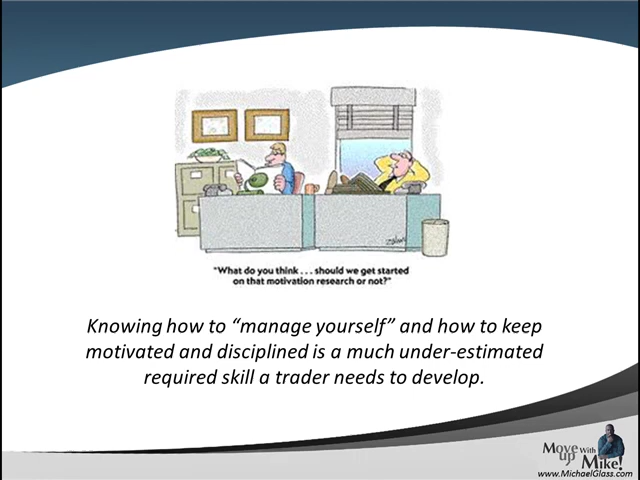 "What do you think . . . should we get started
on that motivation research or not?"
Knowing how to “manage yourself” and how to keep
motivated and disciplined is a much under-estimated
required skill a trader needs to develop.
Move up With Mike!
www.MichaelGlass.com